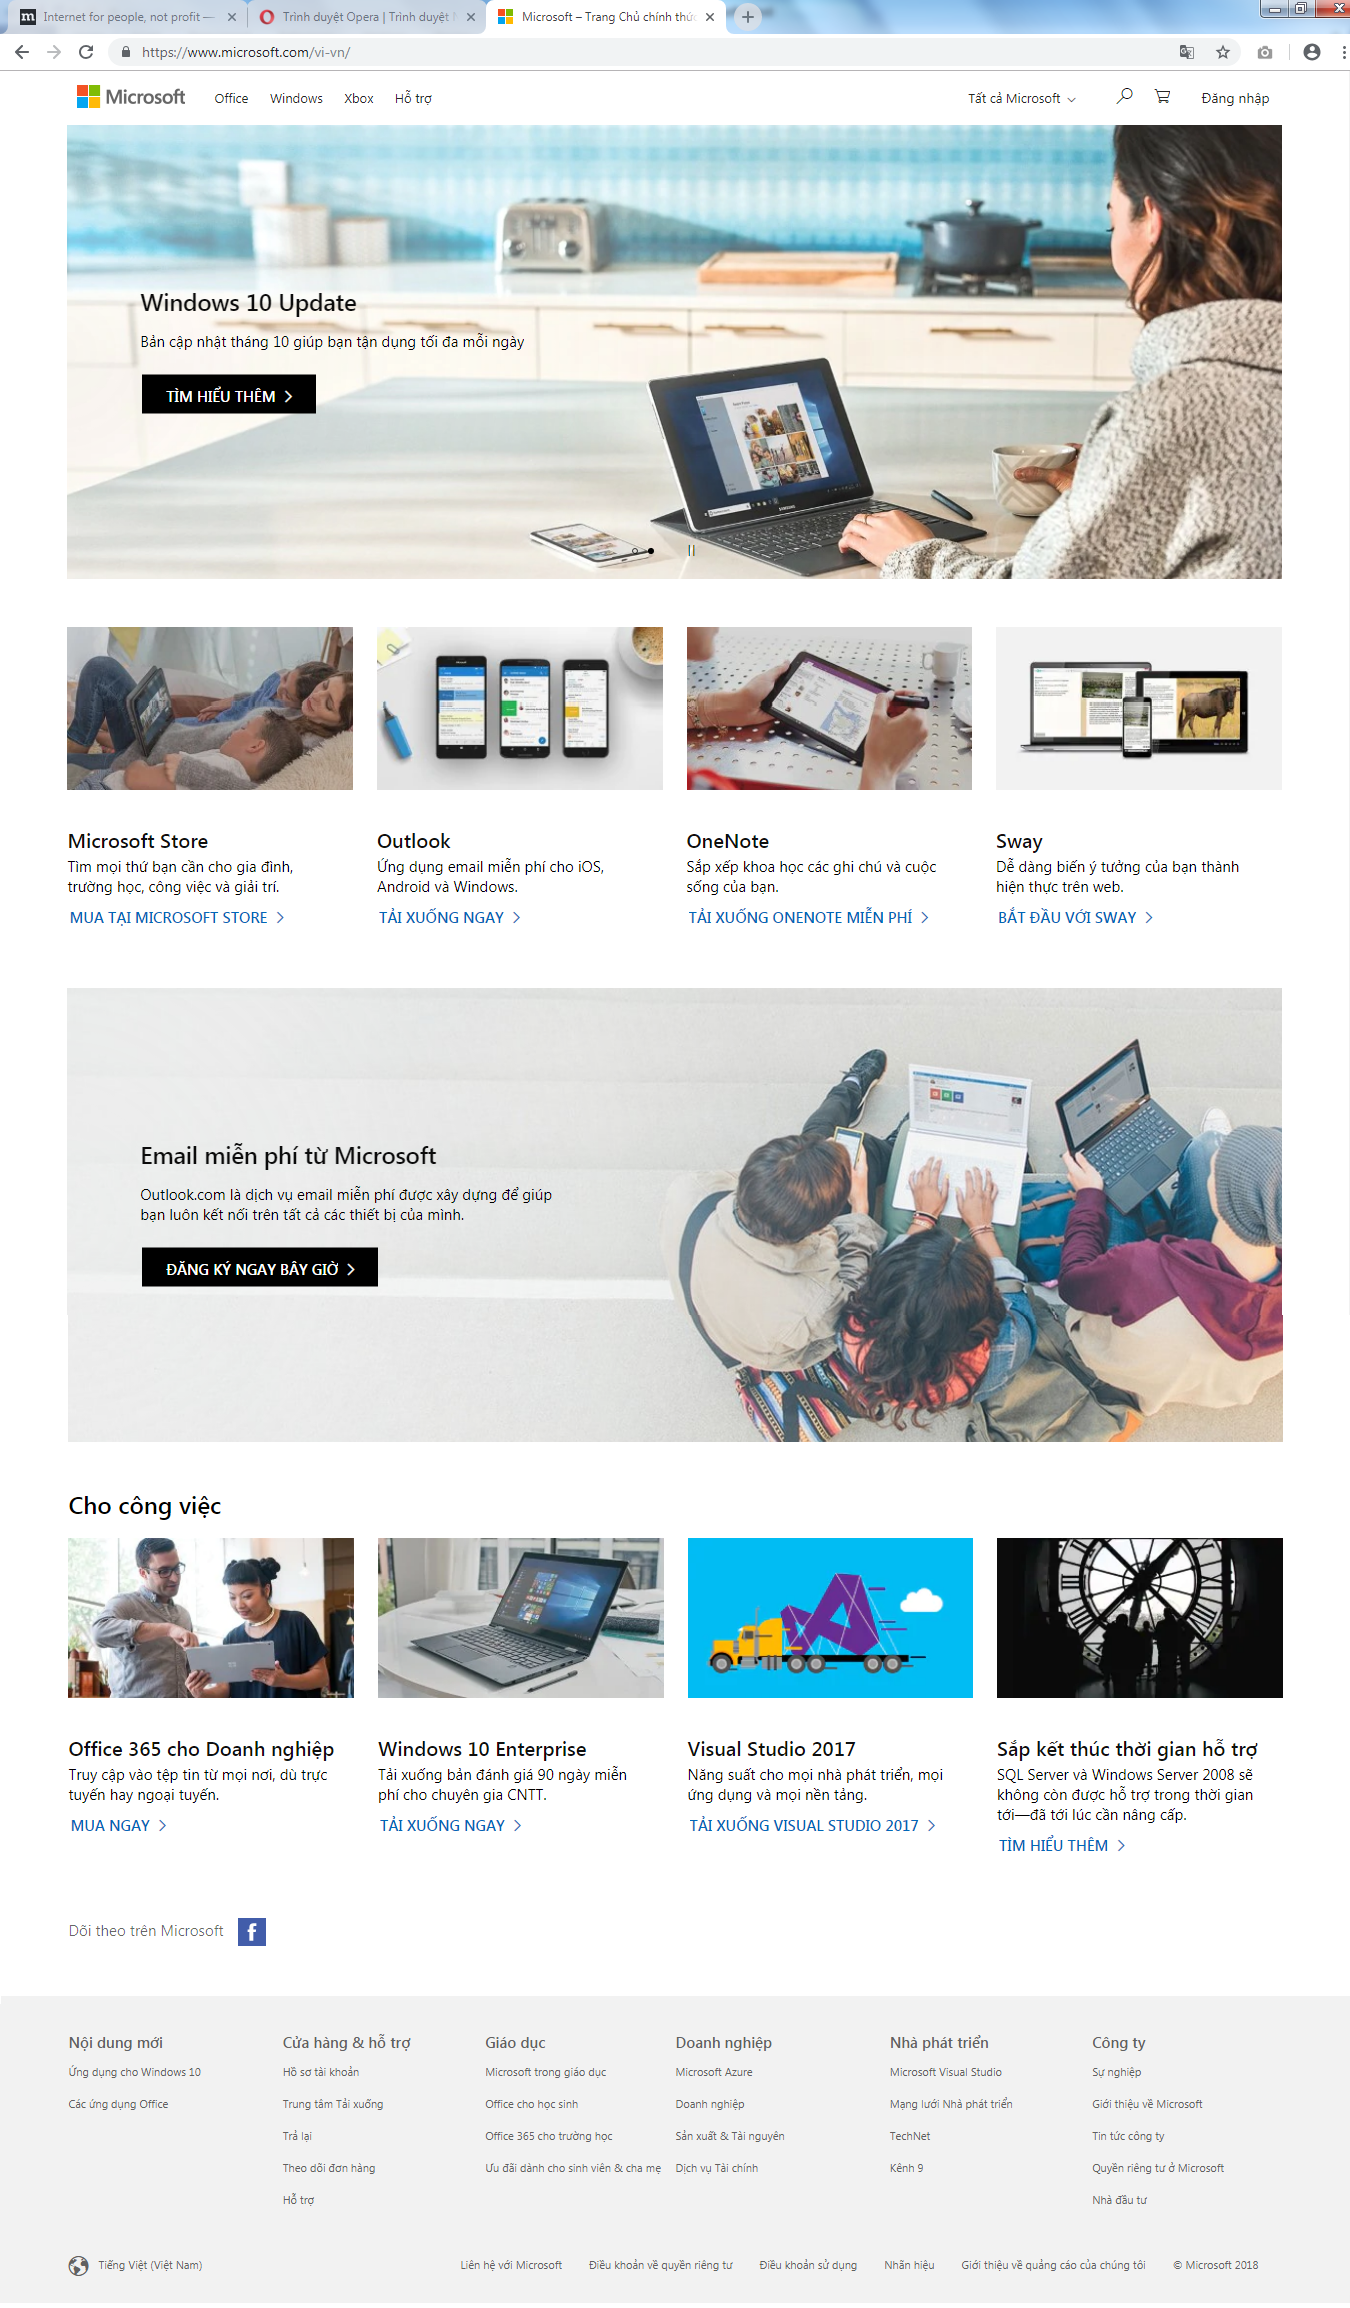 Internet for people, not profit —
Trình duyệt Opera | Trình duyệt
Microsoft – Trang Chủ chính thức
https://www.microsoft.com/vi-vn/
Microsoft Office Windows Xbox Hỗ trợ Tất cả Microsoft Đăng nhập
Windows 10 Update
Bản cập nhật tháng 10 giúp bạn tận dụng tối đa mỗi ngày
TÌM HIỂU THÊM
SAMSUNG
Microsoft Store
Tìm mọi thứ bạn cần cho gia đình,
trường học, công việc và giải trí.
MUA TẠI MICROSOFT STORE
Outlook
Ứng dụng email miễn phí cho iOS,
Android và Windows.
TẢI XUỐNG NGAY
OneNote
Sắp xếp khoa học các ghi chú và cuộc
sống của bạn.
TẢI XUỐNG ONENOTE MIỄN PHÍ
Sway
Dễ dàng biến ý tưởng của bạn thành
hiện thực trên web.
BẮT ĐẦU VỚI SWAY
Email miễn phí từ Microsoft
Outlook.com là dịch vụ email miễn phí được xây dựng để giúp
bạn luôn kết nối trên tất cả các thiết bị của mình.
ĐĂNG KÝ NGAY BÂY GIỜ
Cho công việc
Office 365 cho Doanh nghiệp
Truy cập vào tệp tin từ mọi nơi, dù trực
tuyến hay ngoại tuyến.
MUA NGAY
Windows 10 Enterprise
Tải xuống bản đánh giá 90 ngày miễn
phí cho chuyên gia CNTT.
TẢI XUỐNG NGAY
Visual Studio 2017
Năng suất cho mọi nhà phát triển, mọi
ứng dụng và mọi nền tảng.
TẢI XUỐNG VISUAL STUDIO 2017
Sắp kết thúc thời gian hỗ trợ
SQL Server và Windows Server 2008 sẽ
không còn được hỗ trợ trong thời gian
tới—đã tới lúc cần nâng cấp.
TÌM HIỂU THÊM
Dõi theo trên Microsoft
Nội dung mới
Ứng dụng cho Windows 10
Các ứng dụng Office
Cửa hàng & hỗ trợ
Hồ sơ tài khoản
Trung tâm Tải xuống
Trả lại
Theo dõi đơn hàng
Hỗ trợ
Giáo dục
Microsoft trong giáo dục
Office cho học sinh
Office 365 cho trường học
Ưu đãi dành cho sinh viên & cha mẹ
Doanh nghiệp
Microsoft Azure
Doanh nghiệp
Sản xuất & Tài nguyên
Dịch vụ Tài chính
Nhà phát triển
Microsoft Visual Studio
Mạng lưới Nhà phát triển
TechNet
Kênh 9
Công ty
Sự nghiệp
Giới thiệu về Microsoft
Tin tức công ty
Quyền riêng tư ở Microsoft
Nhà đầu tư
Tiếng Việt (Việt Nam)
Liên hệ với Microsoft Điều khoản về quyền riêng tư Điều khoản sử dụng Nhãn hiệu Giới thiệu về quảng cáo của chúng tôi © Microsoft 2018